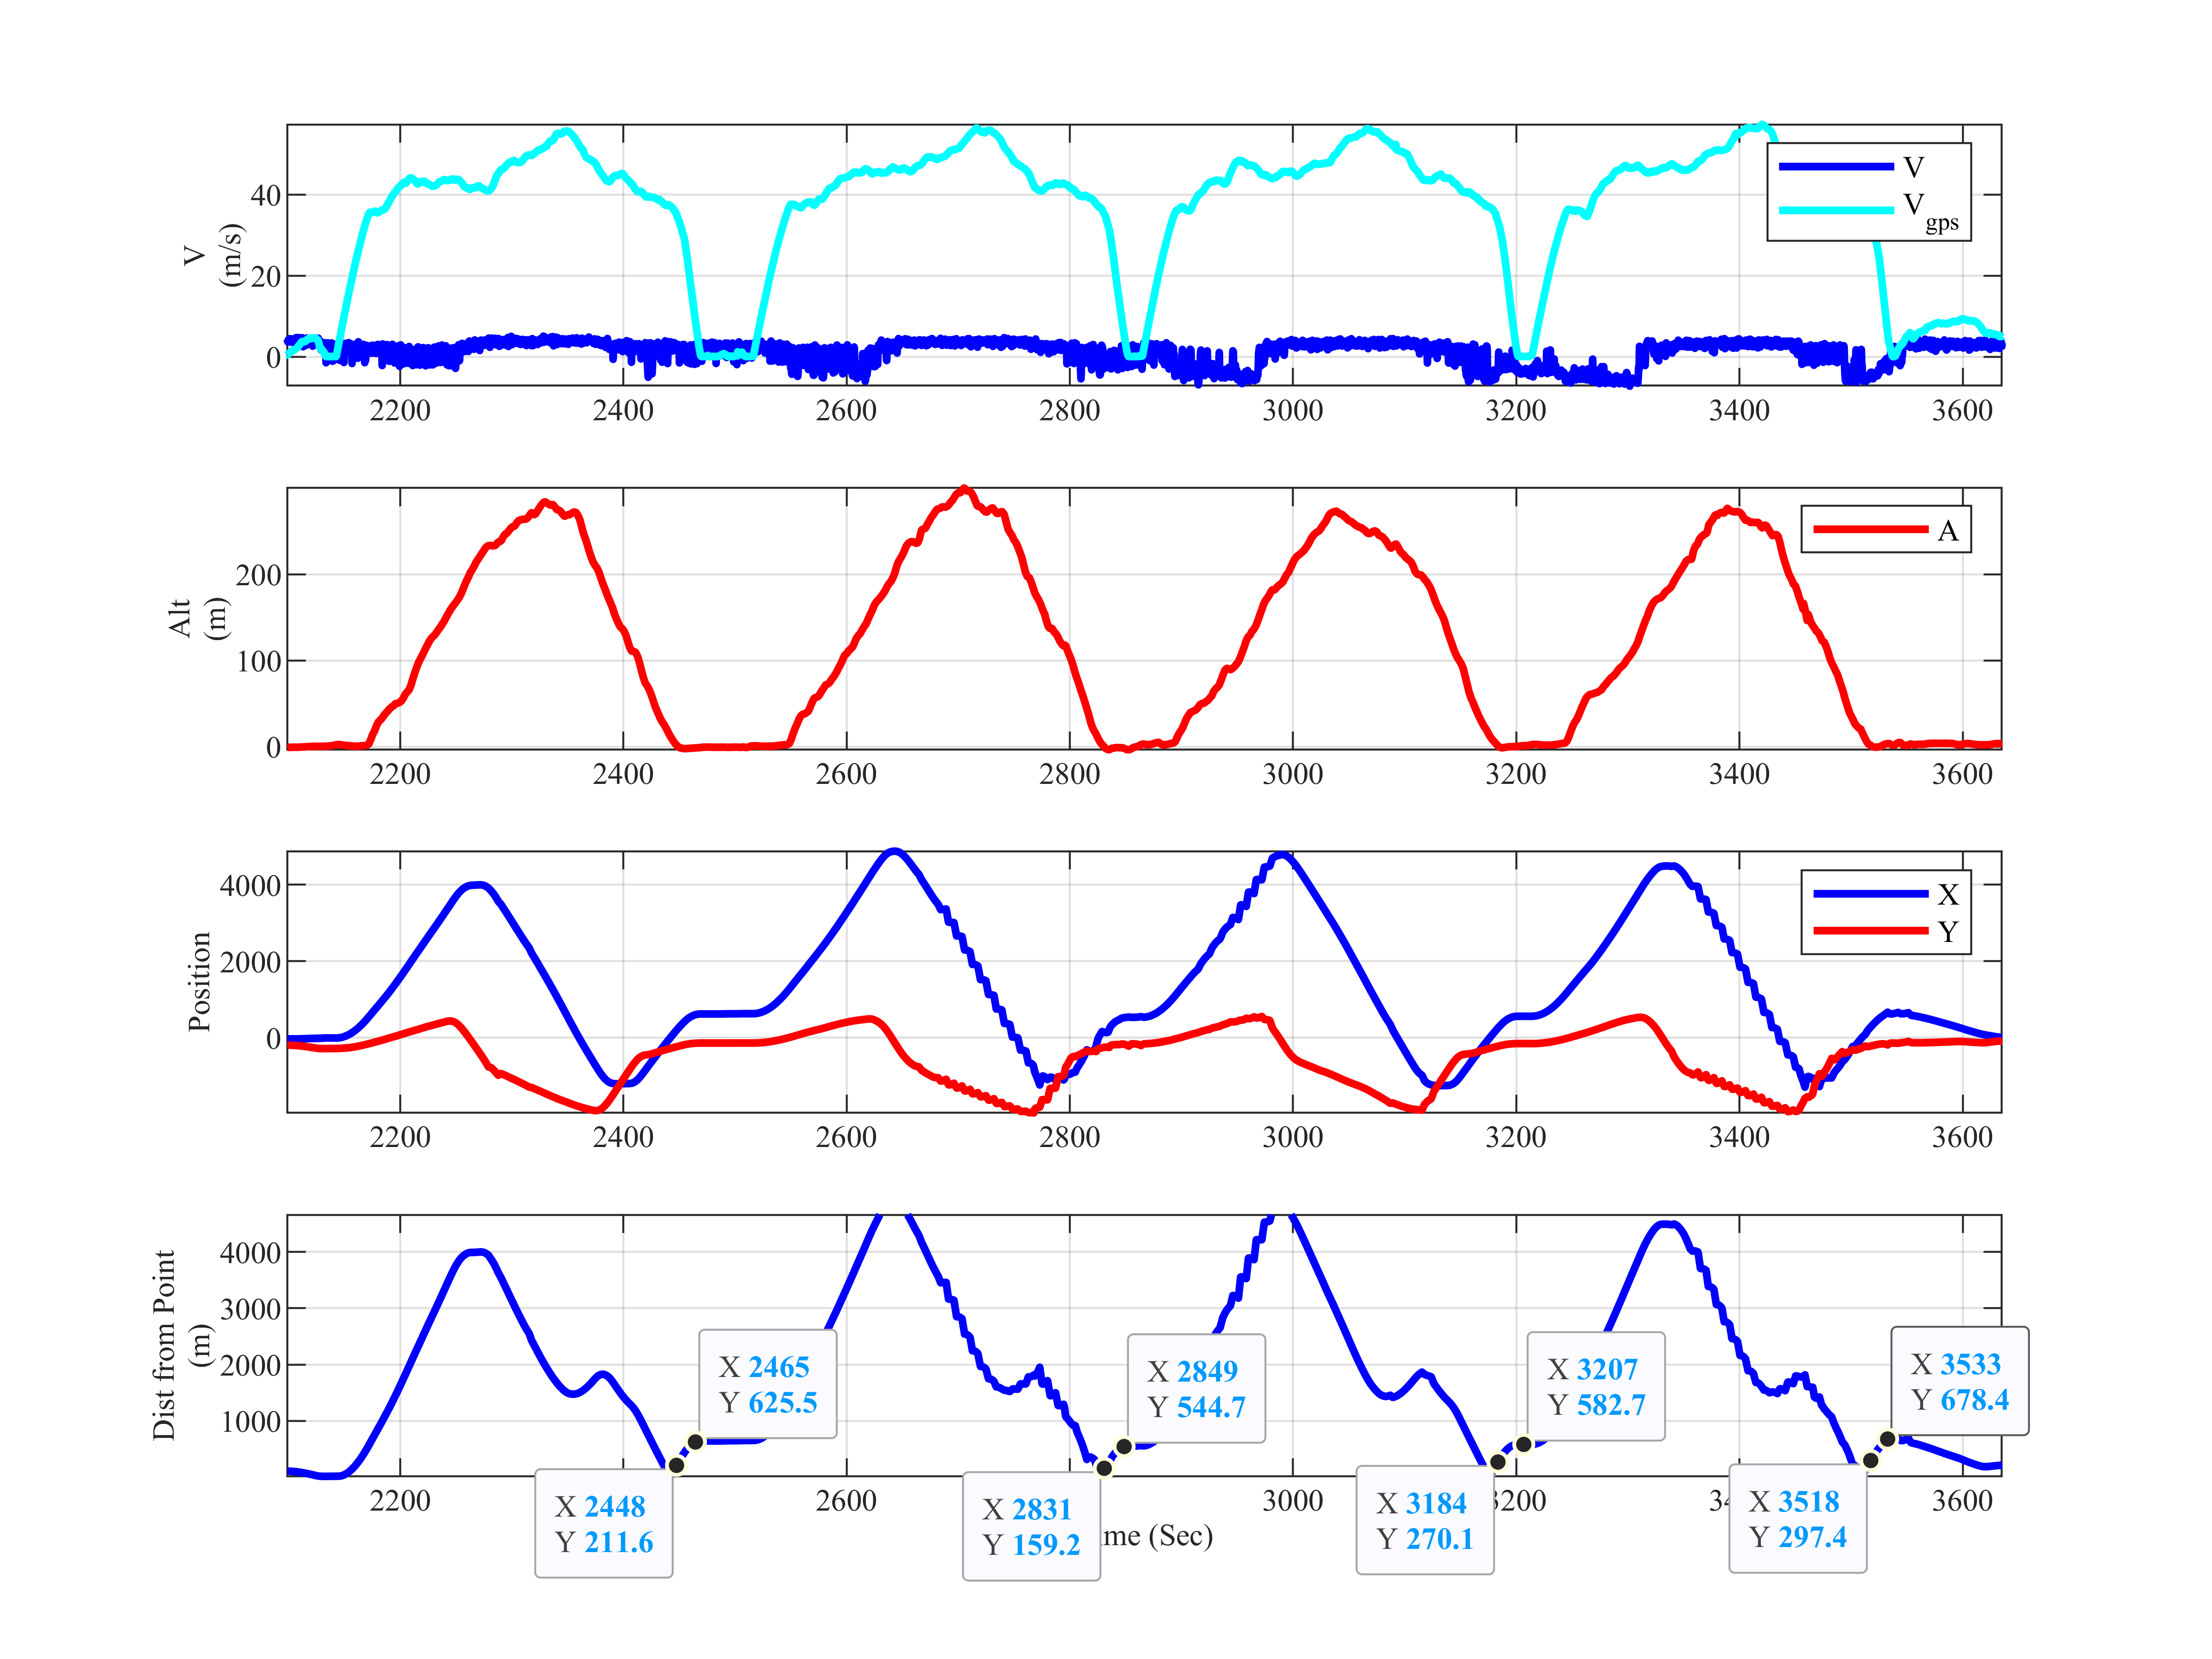 V
(m/s)
40
20
0
V
V gps
2200 2400 2600 2800 3000 3200 3400 3600
Alt
(m)
200
100
0
A
2200 2400 2600 2800 3000 3200 3400 3600
Position
4000
2000
0
X
Y
2200 2400 2600 2800 3000 3200 3400 3600
Dist from Point
(m)
4000
3000
2000
1000
X 2465
Y 625.5
X 2849
Y 544.7
X 3207
Y 582.7
X 3533
Y 678.4
2200 2600 3000 3600
X 2448
Y 211.6
X 2831
Y 159.2
X 3184
Y 270.1
X 3518
Y 297.4
(Sec)